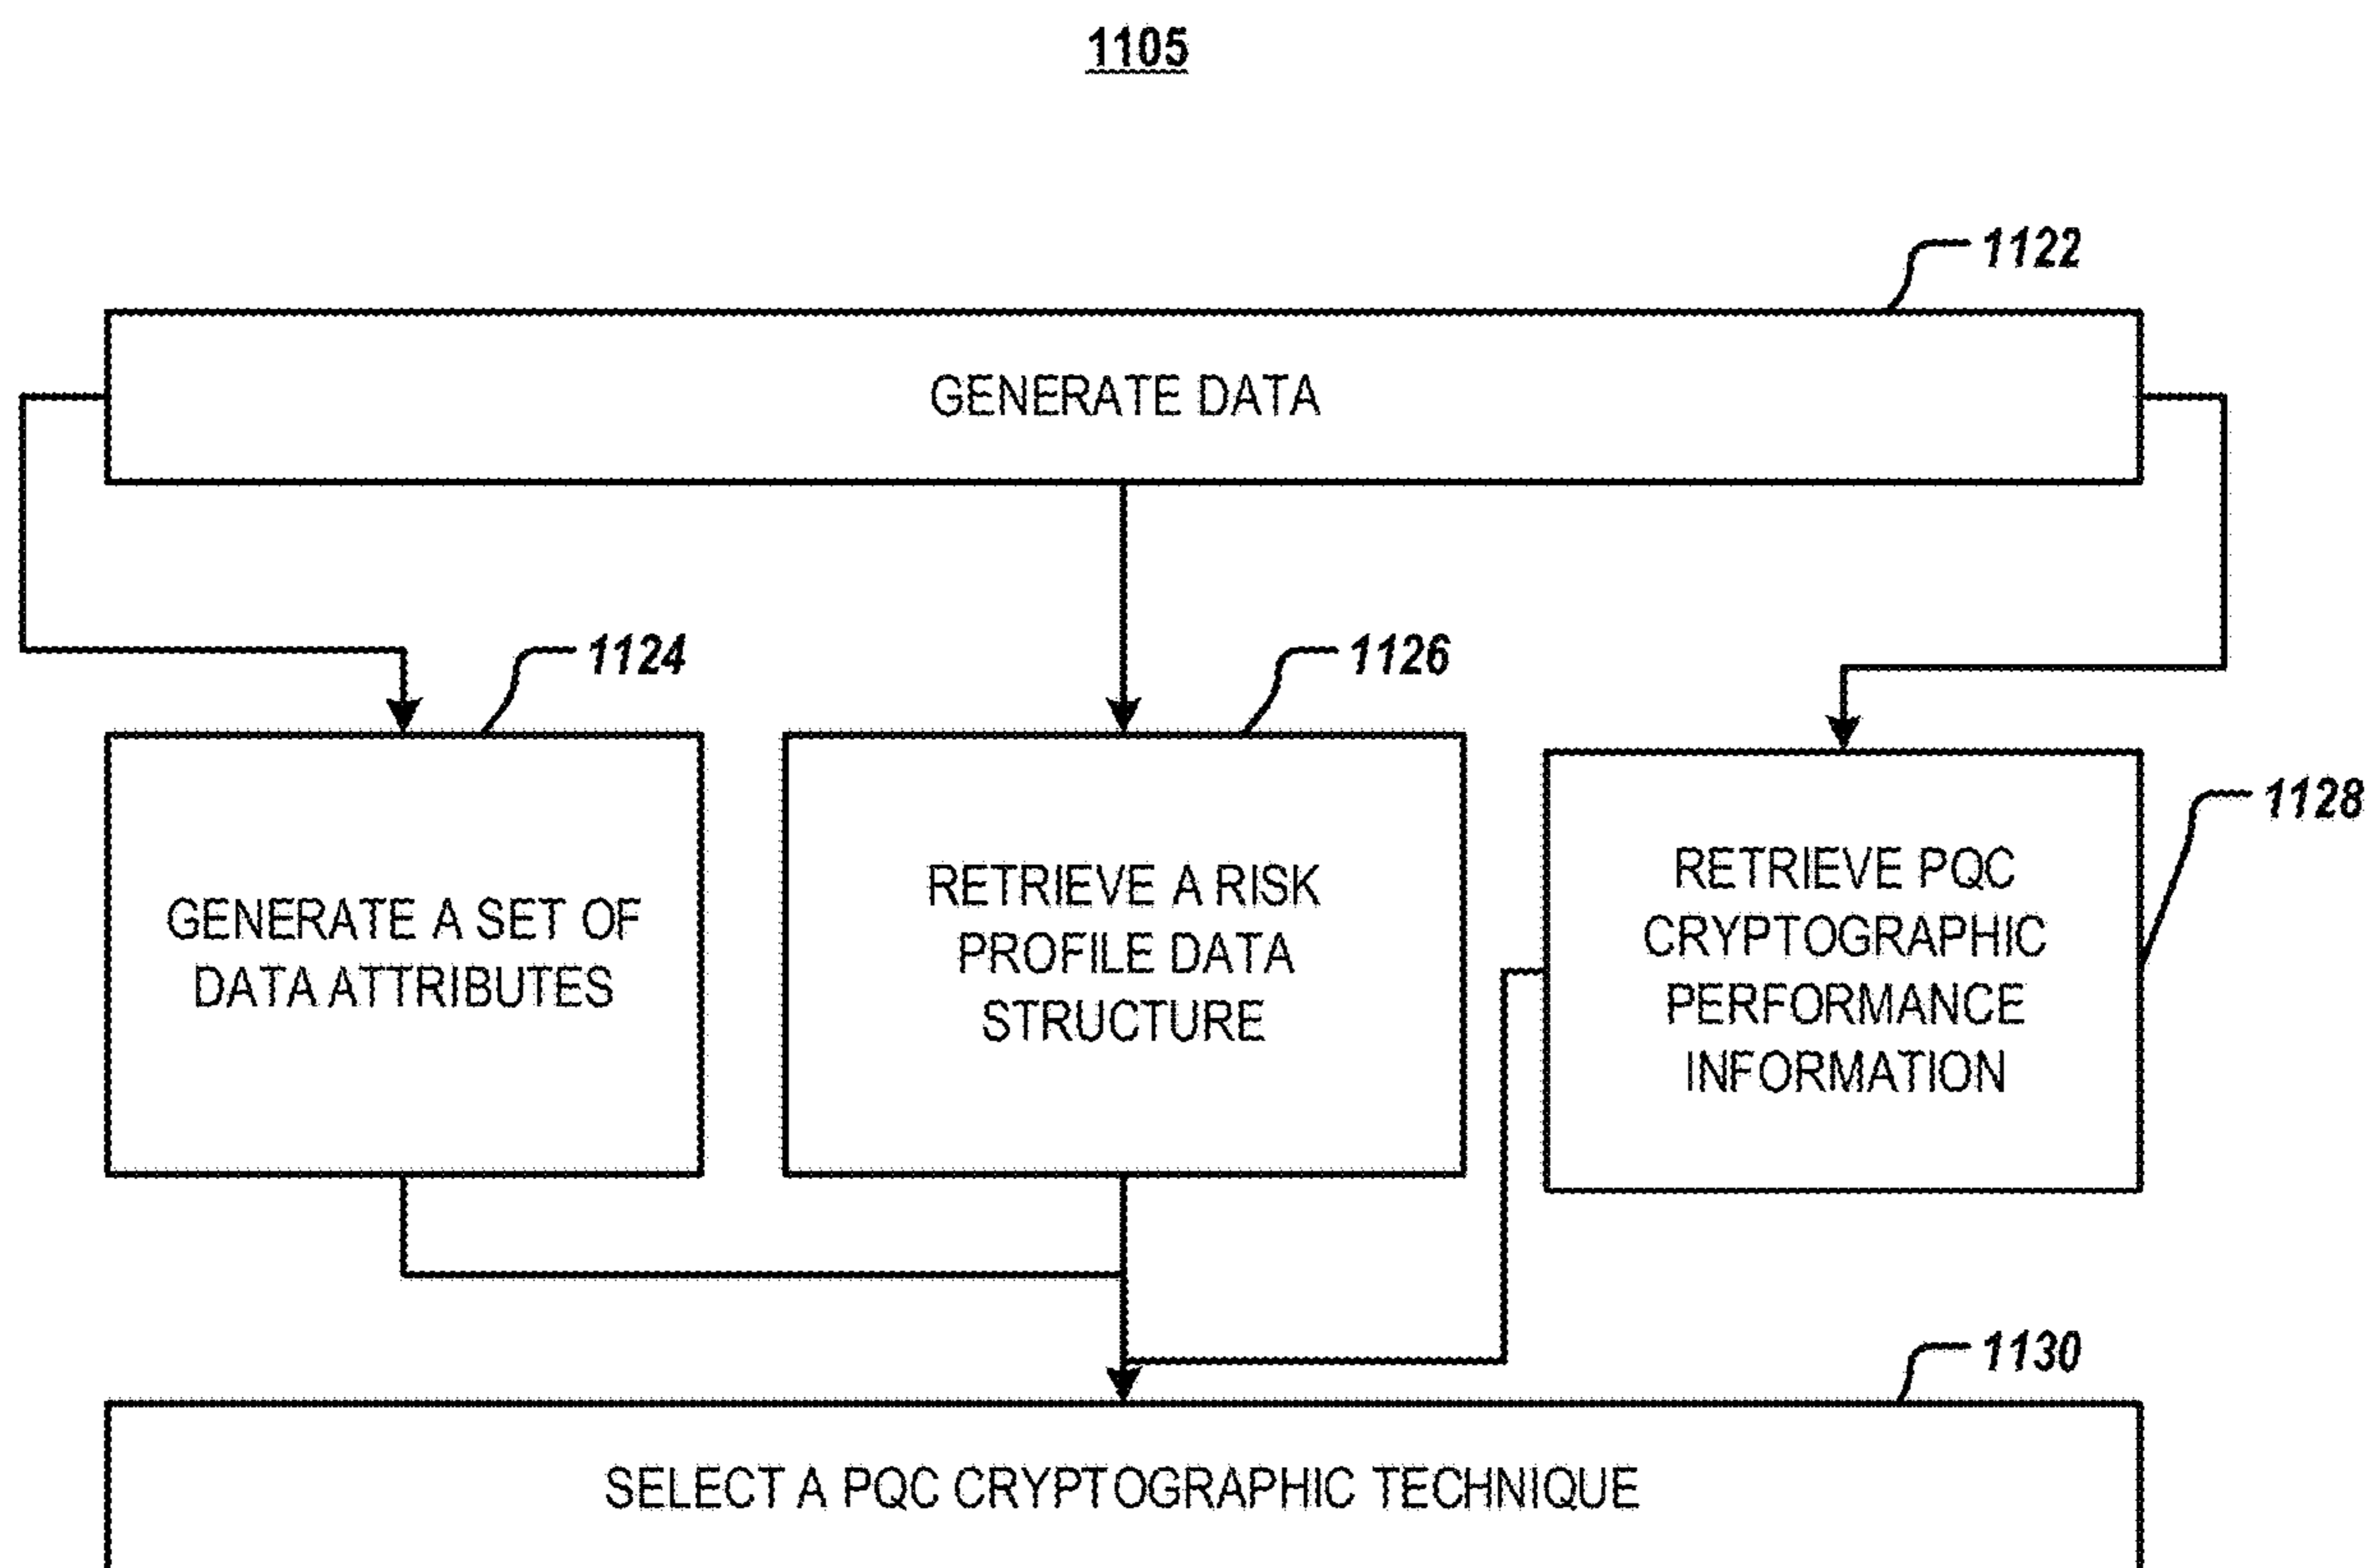 1105
1122
GENERATE DATA
1124
1126
1128
GENERATE A SET OF
DATA ATTRIBUTES
RETRIEVE A RISK
PROFILE DATA
STRUCTURE
RETRIEVE PQC
CRYPTOGRAPHIC
PERFORMANCE
INFORMATION
1130
SELECT A PQC CRYPTOGRAPHIC TECHNIQUE